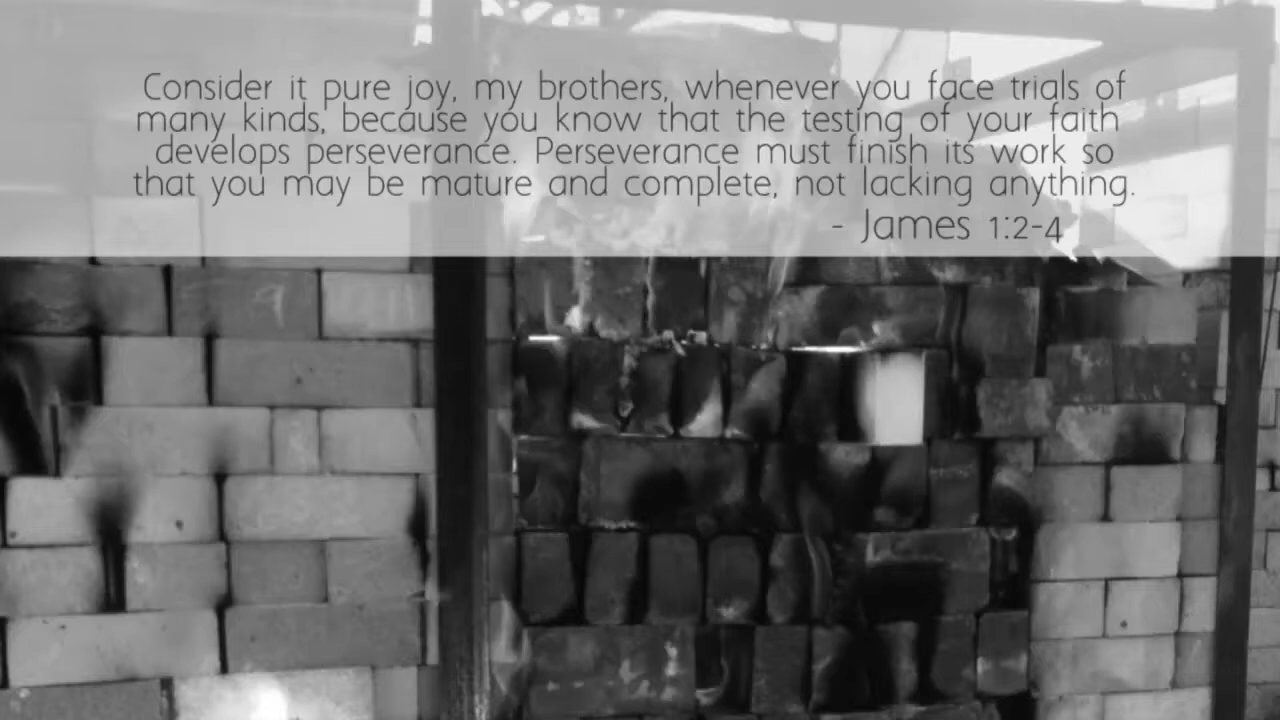 Consider it pure joy, my brothers, whenever you face trials of
many kinds, because you know that the testing of your faith
develops perseverance. Perseverance must finish its work so
that you may be mature and complete, not lacking anything.
- James 1:2-4